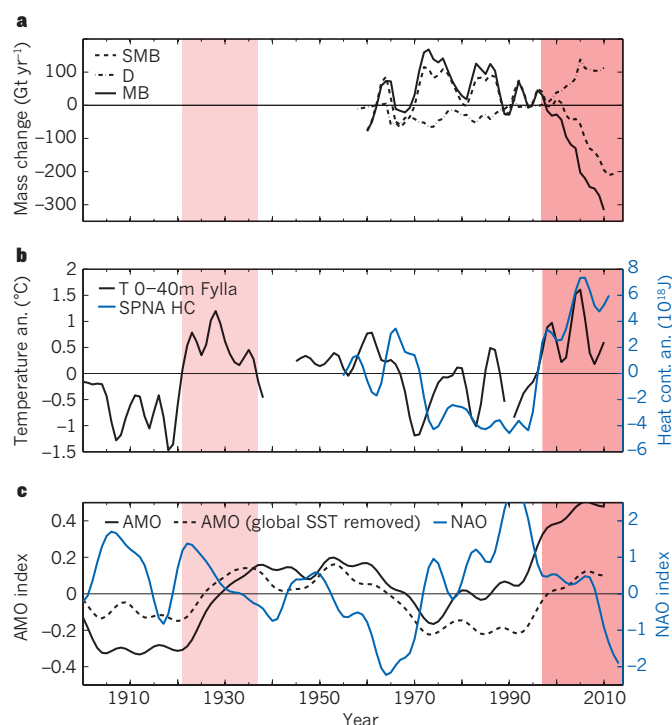 a
Mass change (Gt yr⁻¹)
100
0
−100
−200
−300
SMB
D
MB
b
Temperature an. (°C)
2
1.5
1
0.5
0
−0.5
−1
−1.5
T 0–40m Fylla
SPNA HC
8
6
4
2
0
−2
−4
−6
Heat cont. an. (10¹⁸J)
c
AMO index
0.4
0.2
0
−0.2
−0.4
AMO
AMO (global SST removed)
NAO
2
1
0
−1
−2
NAO index
1910 1930 1950 1970 1990 2010
Year